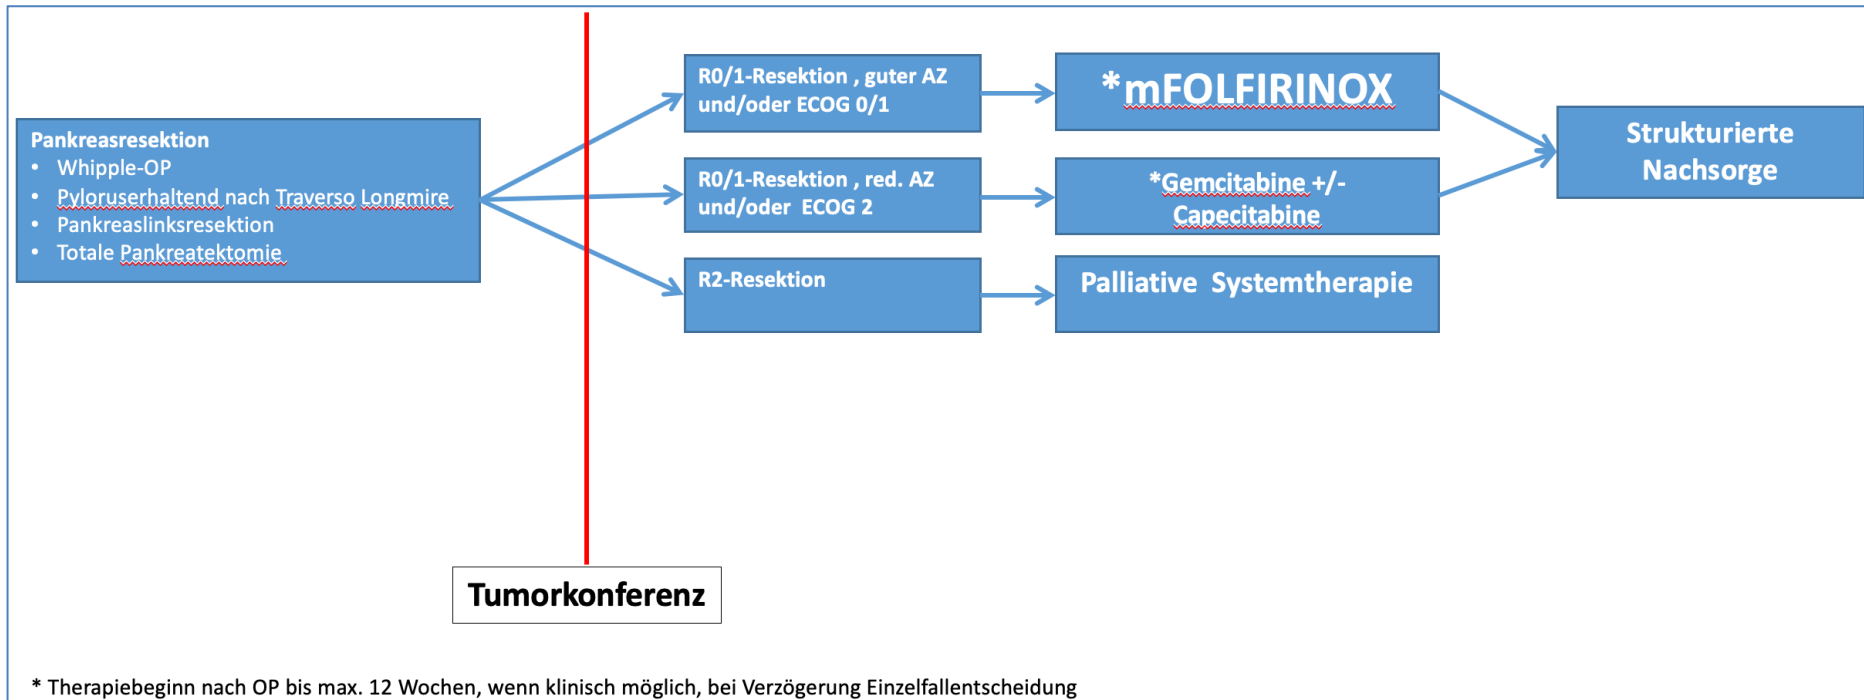 Pankreasresektion
• Whipple-OP
• Pyloruserhaltend nach Traverso Longmire
• Pankreaslinksresektion
• Totale Pankreatektomie
R0/1-Resektion , guter AZ
und/oder ECOG 0/1
*mFOLFIRINOX
R0/1-Resektion , red. AZ
und/oder ECOG 2
*Gemcitabine +/-
Capecitabine
R2-Resektion
Palliative Systemtherapie
Strukturierte
Nachsorge
Tumorkonferenz
* Therapiebeginn nach OP bis max. 12 Wochen, wenn klinisch möglich, bei Verzögerung Einzelfallentscheidung